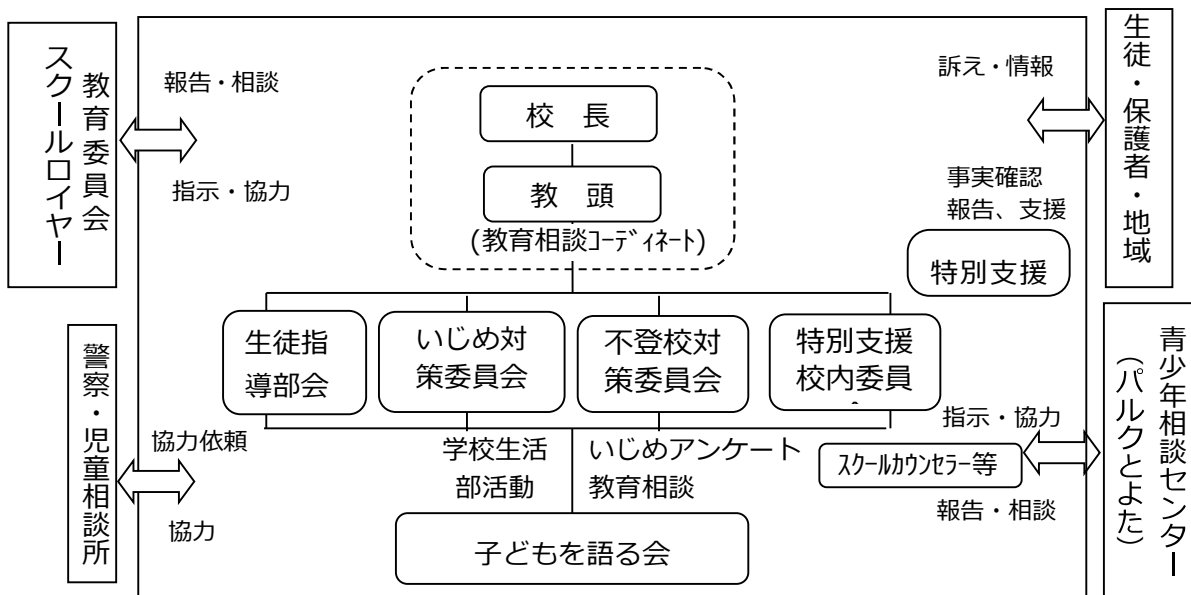 教育委員会
スクールロイヤー
報告・相談
指示・協力
校　長
教　頭
(教育相談ｺｰﾃﾞｨﾈｰﾄ)
訴え・情報
事実確認
報告、支援
特別支援
生徒・保護者・地域
生徒指
導部会
いじめ対
策委員会
不登校対
策委員会
特別支援
校内委員
警察・児童相談所
協力依頼
協力
学校生活
部活動
いじめアンケート
教育相談
子どもを語る会
指示・協力
ｽｸｰﾙｶｳﾝｾﾗｰ等
報告・相談
青少年相談センター
（パルクとよた）